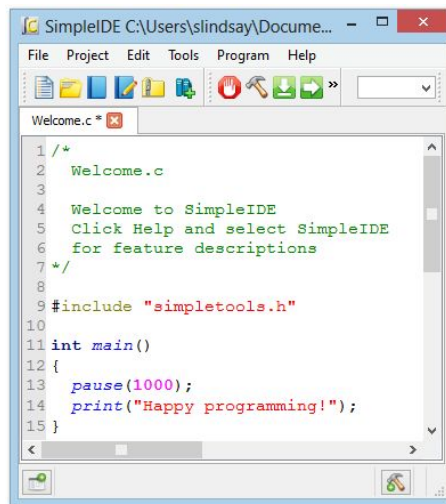 SimpleIDE C:\Users\slindsay\Docume...
File Project Edit Tools Program Help
»
Welcome.c *
1 /*
2 Welcome.c
3
4 Welcome to SimpleIDE
5 Click Help and select SimpleIDE
6 for feature descriptions
7 */
8
9 #include "simpletools.h"
10
11 int main()
12 {
13 pause(1000);
14 print("Happy programming!");
15 }